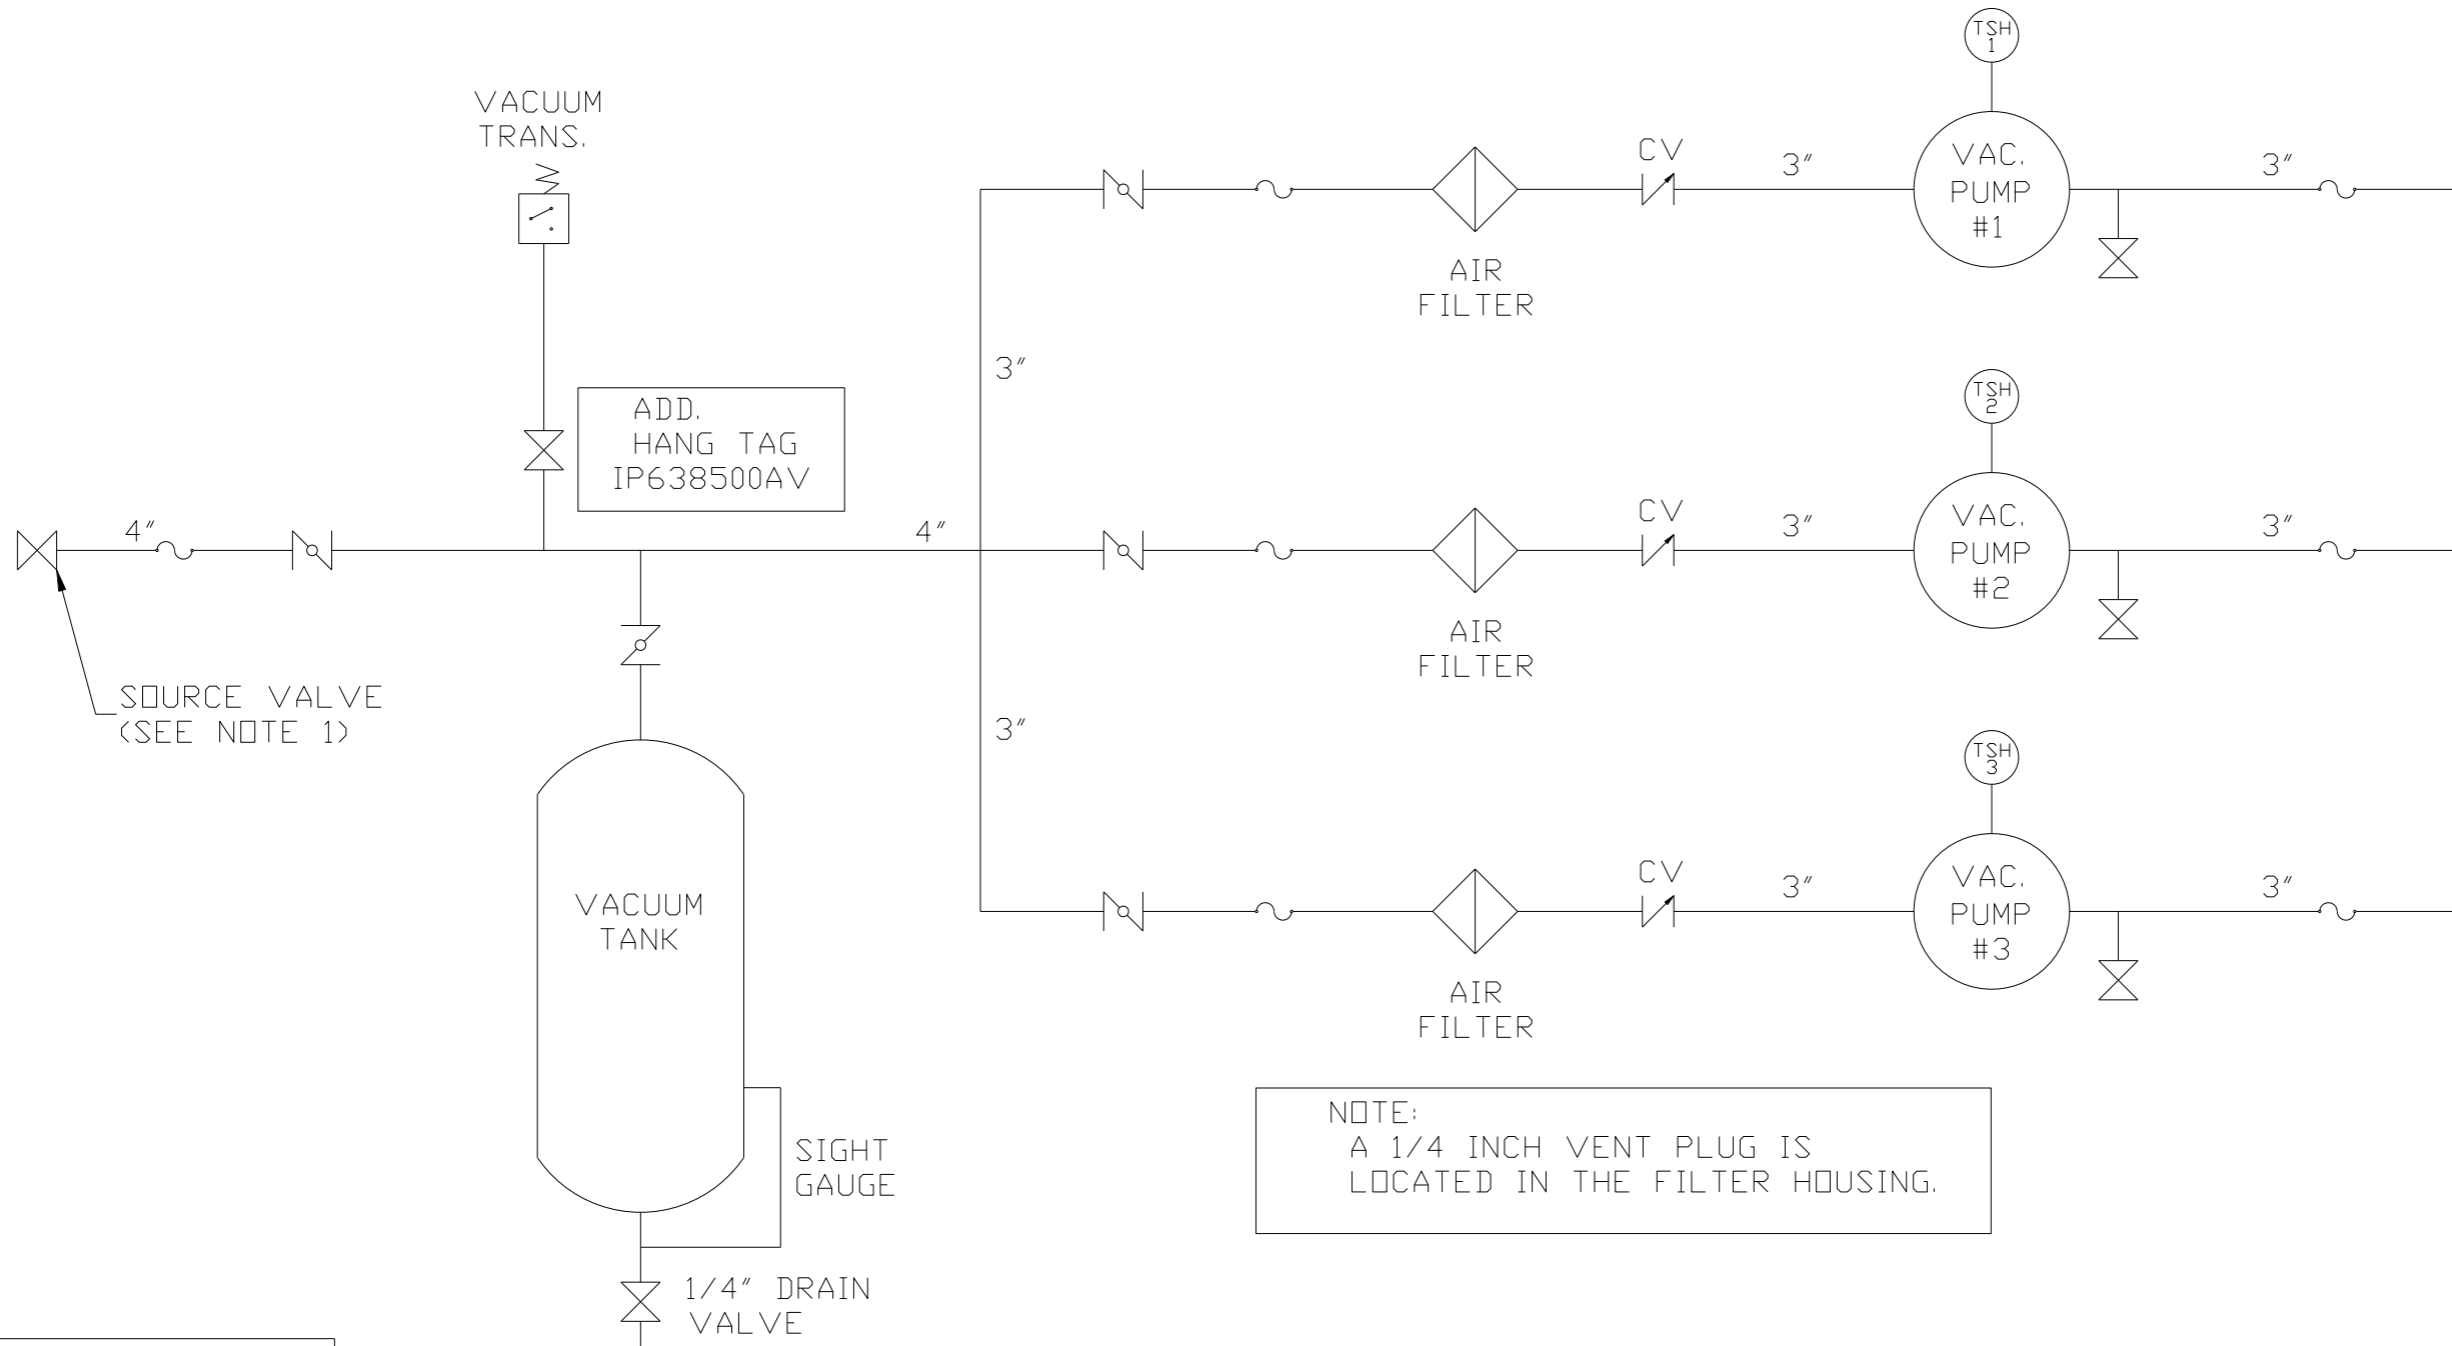 TSH
1
VACUUM
TRANS.
CV
3"
VAC.
PUMP
#1
3"
AIR
FILTER
3"
ADD.
HANG TAG
IP638500AV
TSH
2
4"
4"
CV
3"
VAC.
PUMP
#2
3"
AIR
FILTER
SOURCE VALVE
(SEE NOTE 1)
3"
TSH
3
CV
3"
VAC.
PUMP
#3
3"
VACUUM
TANK
AIR
FILTER
NOTE:
A 1/4 INCH VENT PLUG IS
LOCATED IN THE FILTER HOUSING.
SIGHT
GAUGE
1/4" DRAIN
VALVE